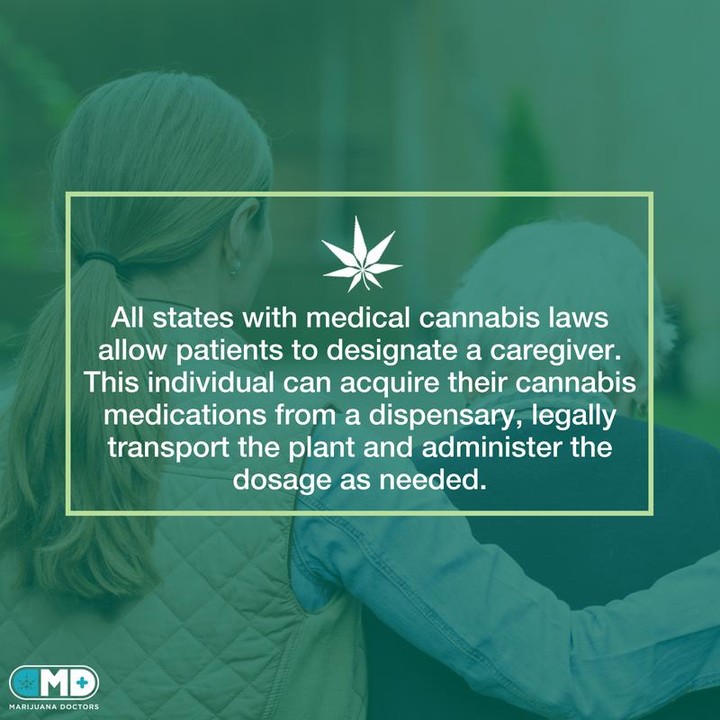 All states with medical cannabis laws
allow patients to designate a caregiver.
This individual can acquire their cannabis
medications from a dispensary, legally
transport the plant and administer the
dosage as needed.
MD
MARIJUANA DOCTORS